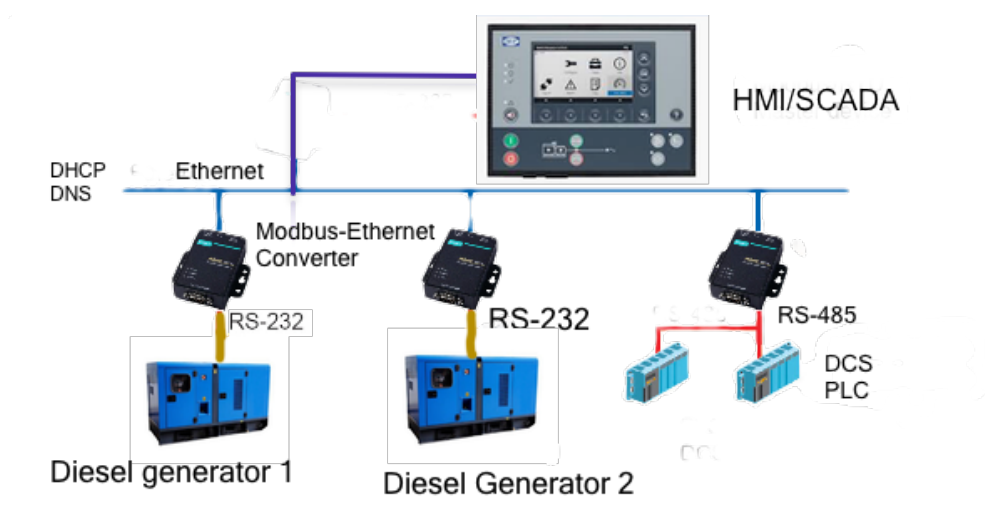 HMI/SCADA
DHCP
DNS
Ethernet
Modbus-Ethernet
Converter
RS-232
RS-232
RS-485
DCS
PLC
Diesel generator 1
Diesel Generator 2